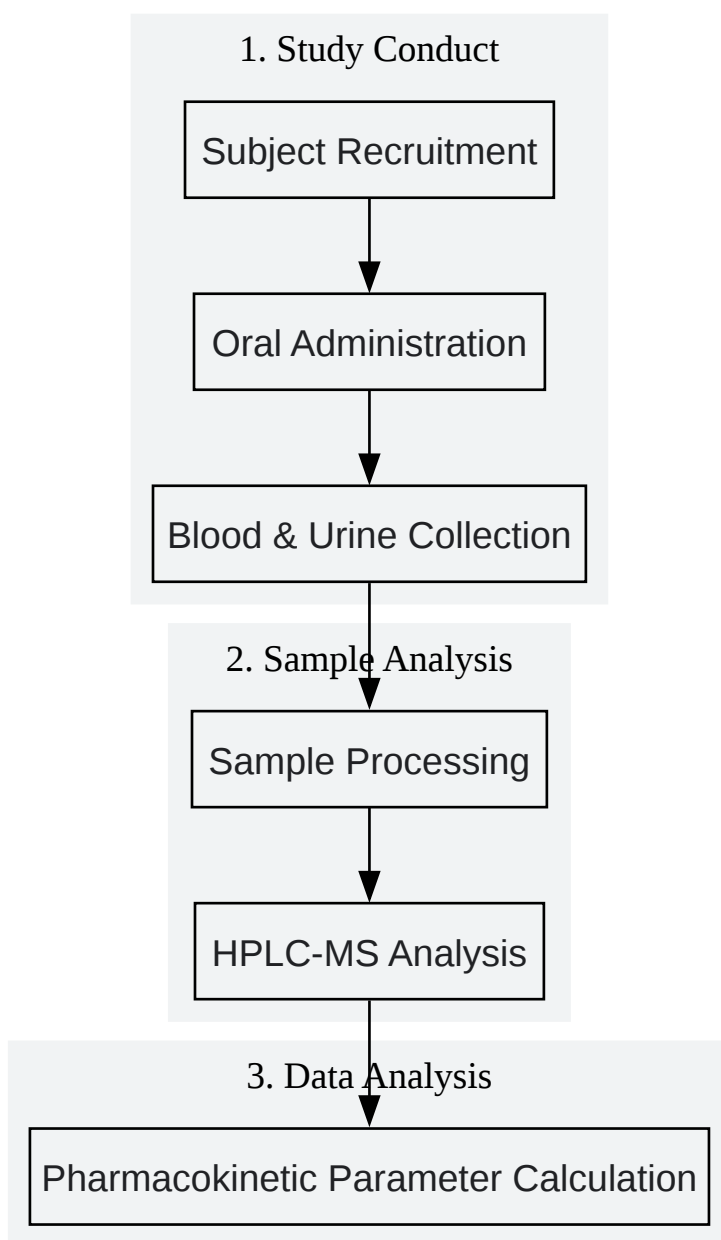 1. Study Conduct
Subject Recruitment
Oral Administration
Blood & Urine Collection
2. Sample Analysis
Sample Processing
HPLC-MS Analysis
3. Data Analysis
Pharmacokinetic Parameter Calculation